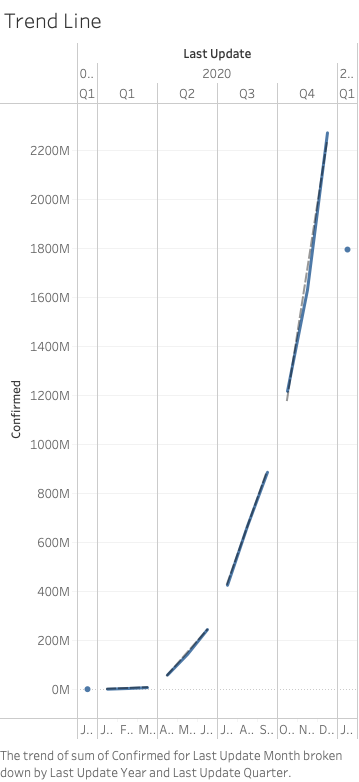 Trend Line
Last Update
0.. 2020 2..
Q1 Q1 Q2 Q3 Q4 Q1
2200M
2000M
1800M
1600M
1400M
1200M
1000M
800M
600M
400M
200M
0M
Confirmed
J.. J.. F.. M.. A.. M.. J.. J.. A.. S.. O.. N.. D.. J..
The trend of sum of Confirmed for Last Update Month broken
down by Last Update Year and Last Update Quarter.